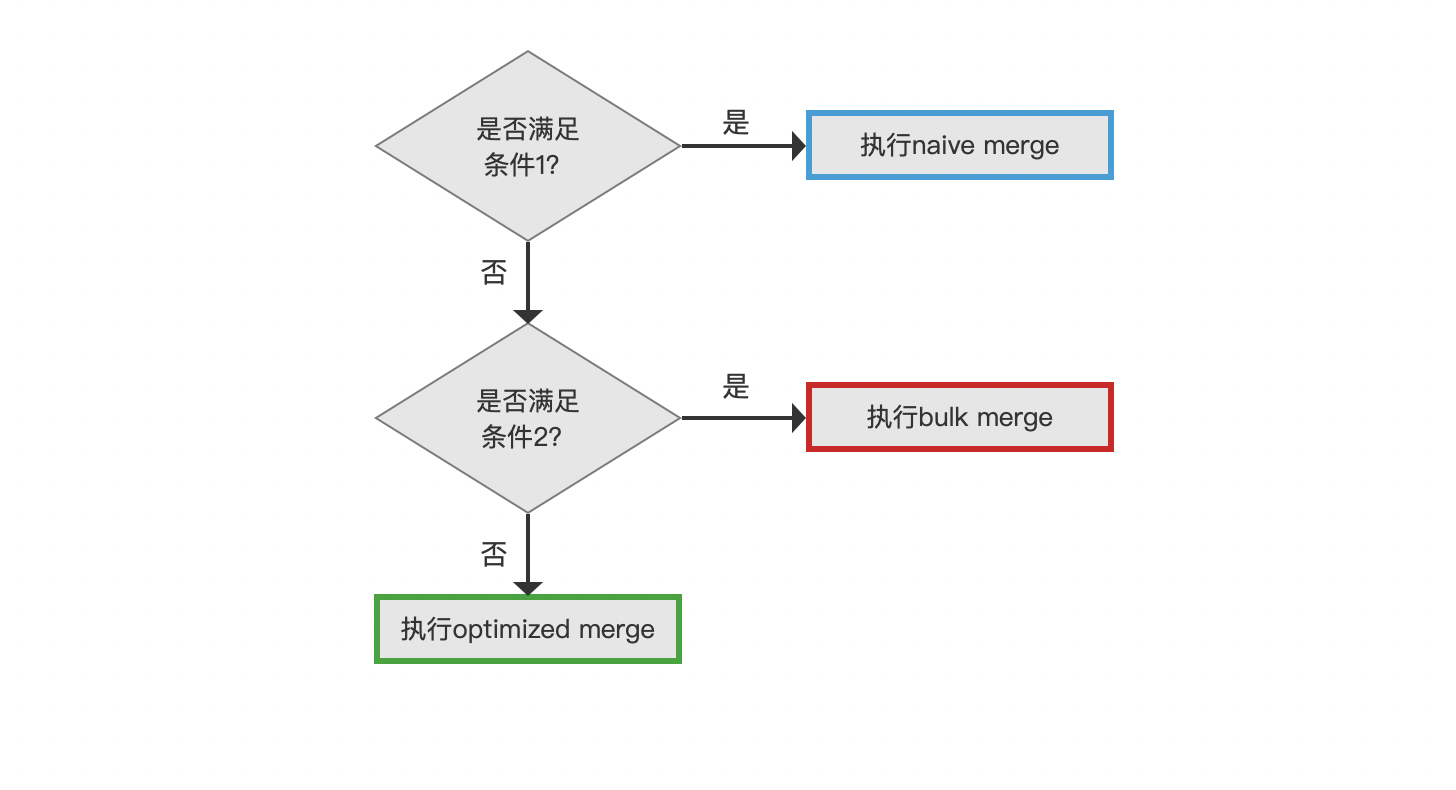 是否满足
条件1?
是
执行naive merge
否
是否满足
条件2?
是
执行bulk merge
否
执行optimized merge